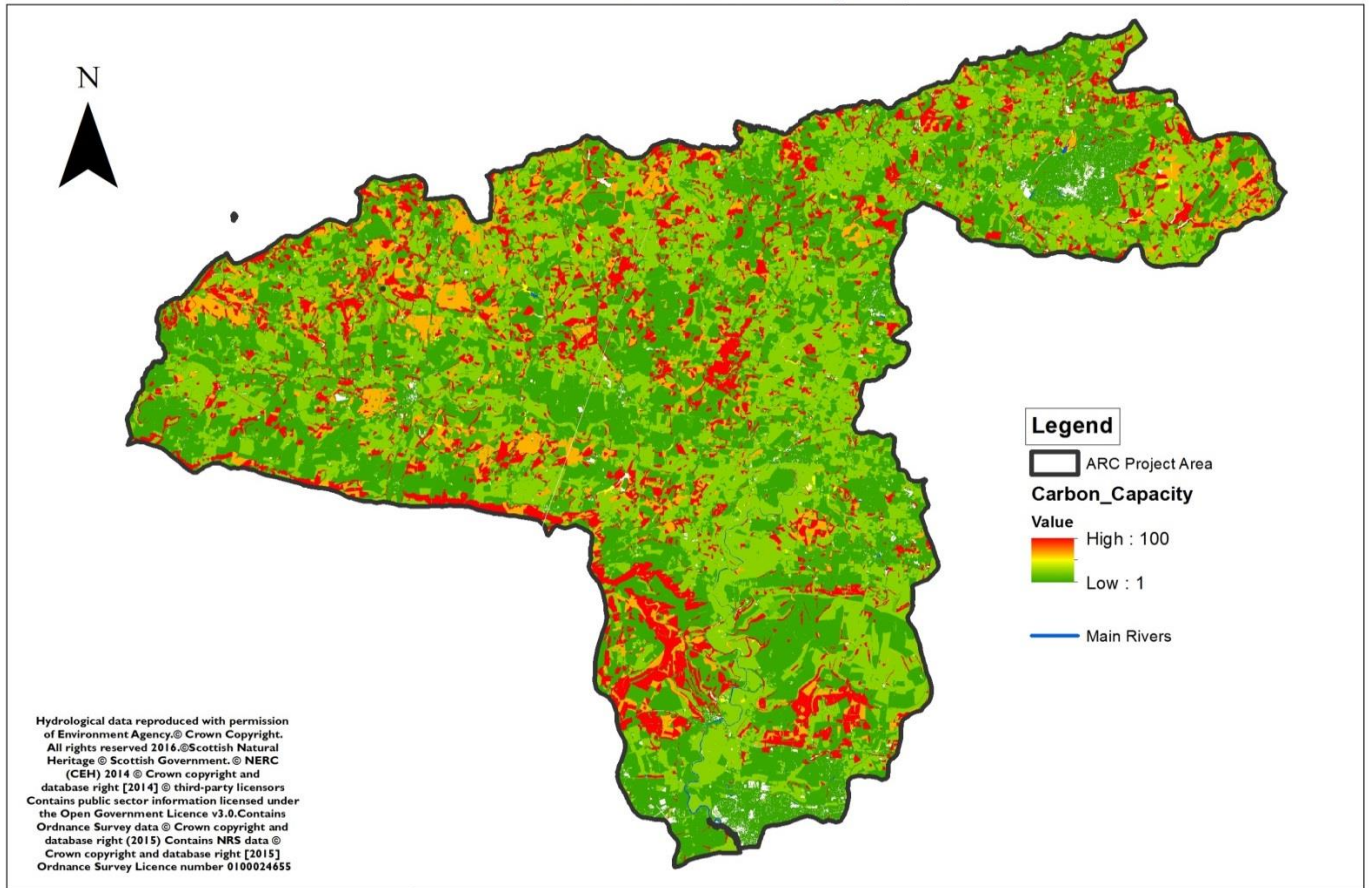 N
Legend
ARC Project Area
Carbon_Capacity
Value
High : 100
Low : 1
Main Rivers
Hydrological data reproduced with permission
of Environment Agency.© Crown Copyright.
All rights reserved 2016.©Scottish Natural
Heritage © Scottish Government. © NERC
(CEH) 2014 © Crown copyright and
database right [2014] © third-party licensors
Contains public sector information licensed under
the Open Government Licence v3.0.Contains
Ordnance Survey data © Crown copyright and
database right (2015) Contains NRS data ©
Crown copyright and database right [2015]
Ordnance Survey Licence number 0100024655